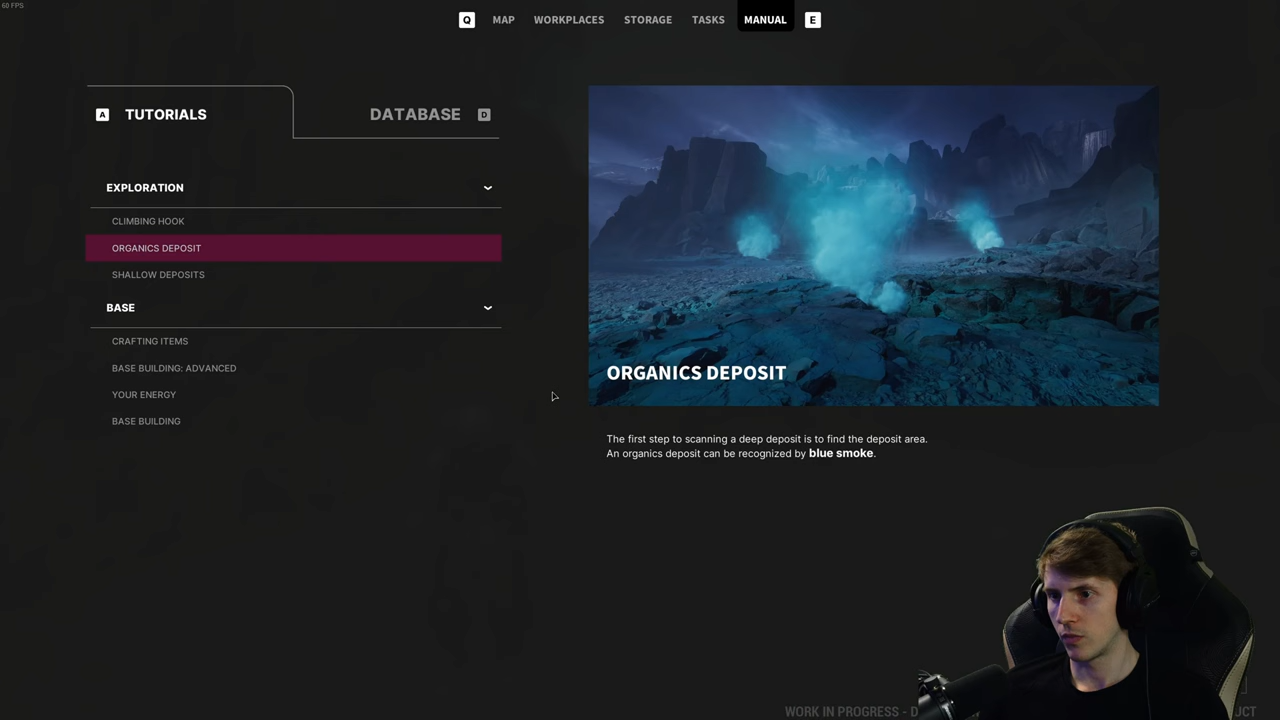 60 FPS
Q MAP WORKPLACES STORAGE TASKS MANUAL E
A TUTORIALS DATABASE D
EXPLORATION
CLIMBING HOOK
ORGANICS DEPOSIT
SHALLOW DEPOSITS
BASE
CRAFTING ITEMS
BASE BUILDING: ADVANCED
YOUR ENERGY
BASE BUILDING
ORGANICS DEPOSIT
The first step to scanning a deep deposit is to find the deposit area.
An organics deposit can be recognized by blue smoke.
WORK IN PROGRESS - D